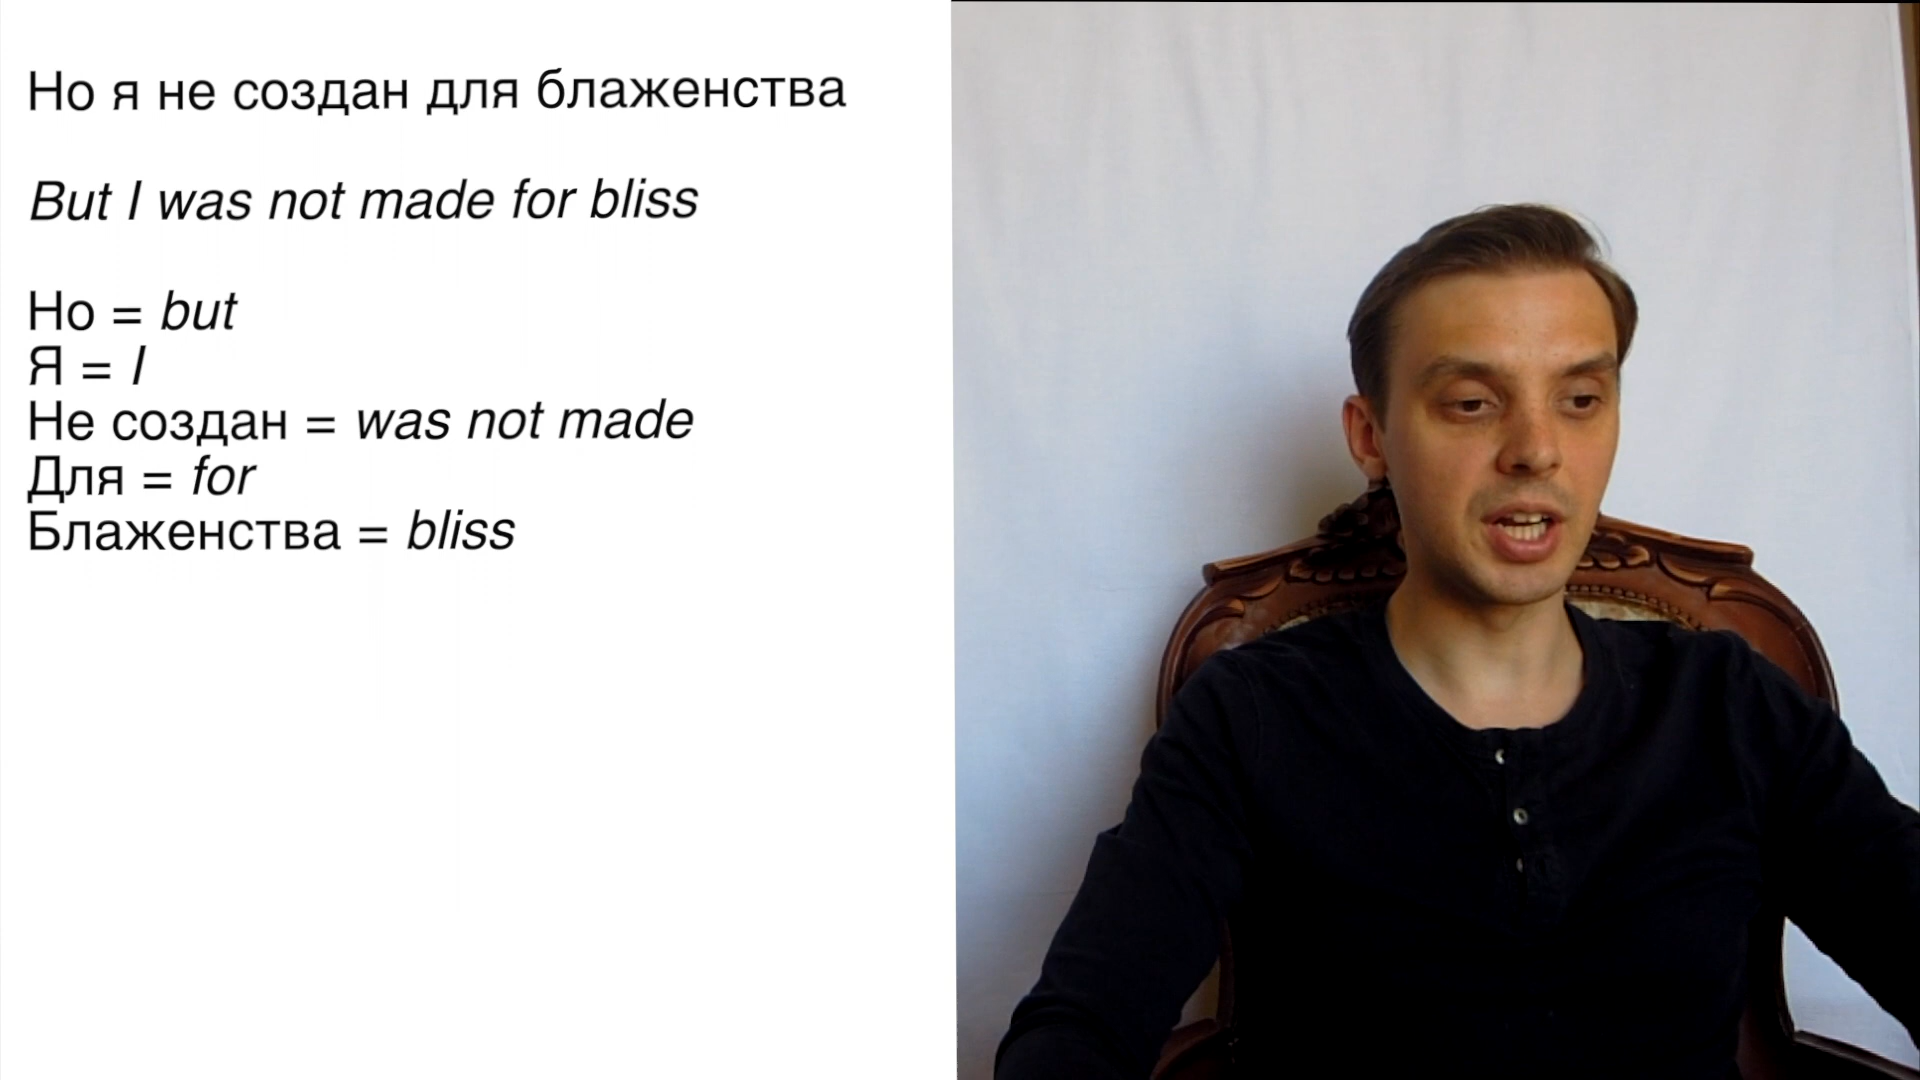 Но я не создан для блаженства
But I was not made for bliss
Но = but
Я = I
Не создан = was not made
Для = for
Блаженства = bliss